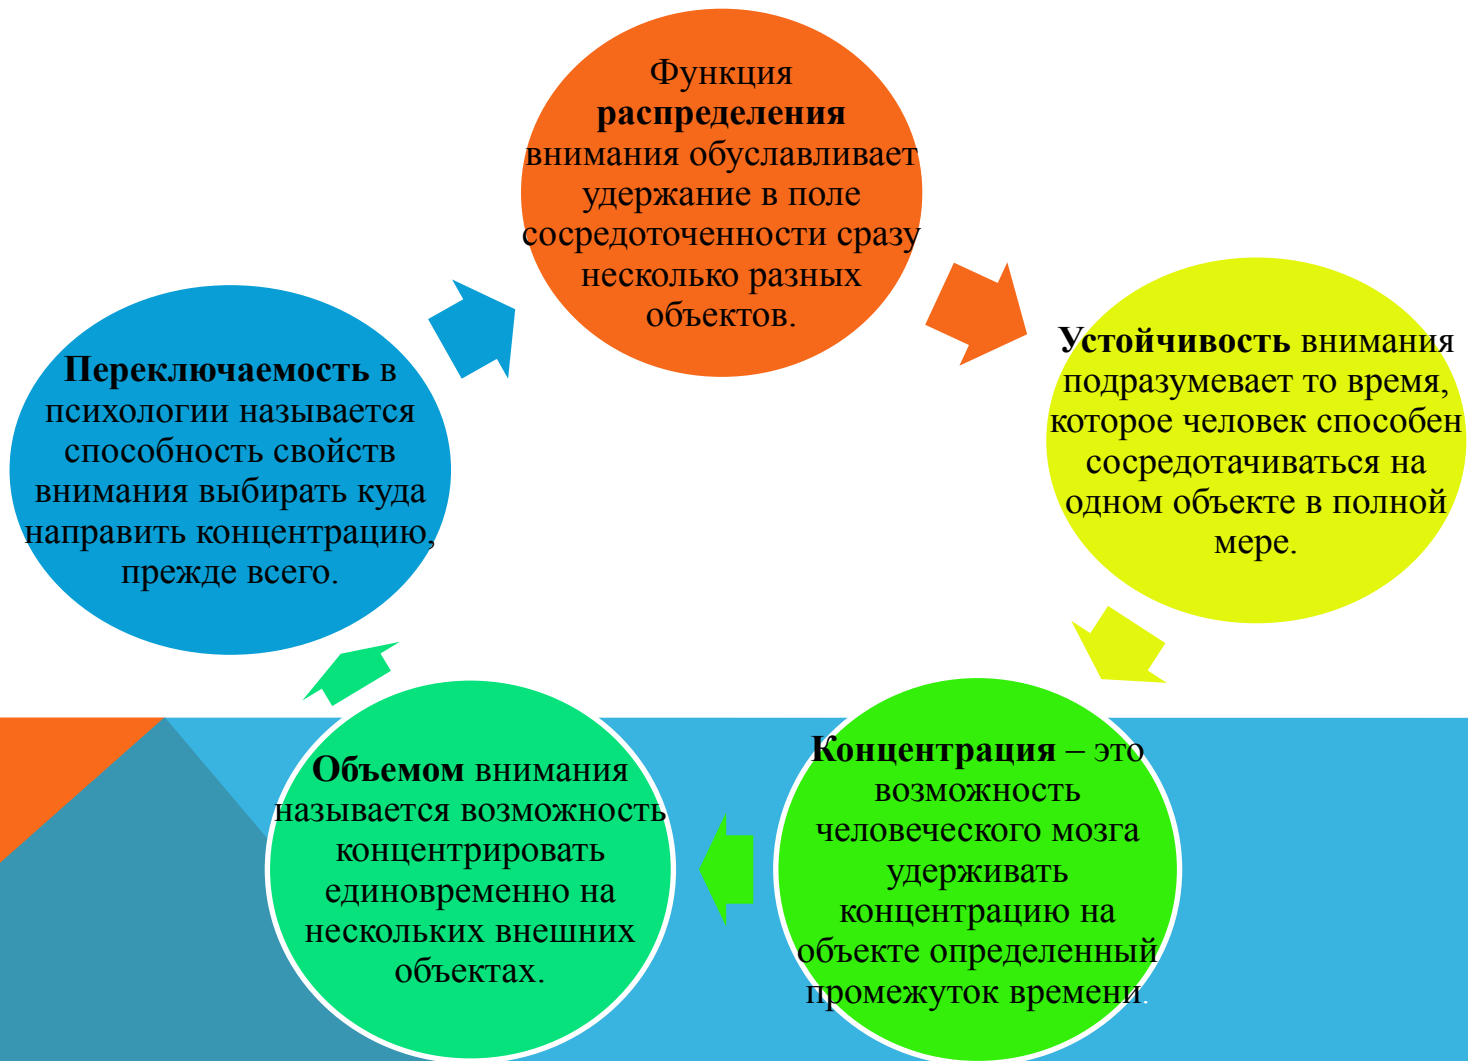 Функция
распределения
внимания обуславливает
удержание в поле
сосредоточенности сразу
несколько разных
объектов.
Устойчивость внимания
подразумевает то время,
которое человек способен
сосредотачиваться на
одном объекте в полной
мере.
Концентрация – это
возможность
человеческого мозга
удерживать
концентрацию на
объекте определенный
промежуток времени.
Объемом внимания
называется возможность
концентрировать
единовременно на
нескольких внешних
объектах.
Переключаемость в
психологии называется
способность свойств
внимания выбирать куда
направить концентрацию,
прежде всего.